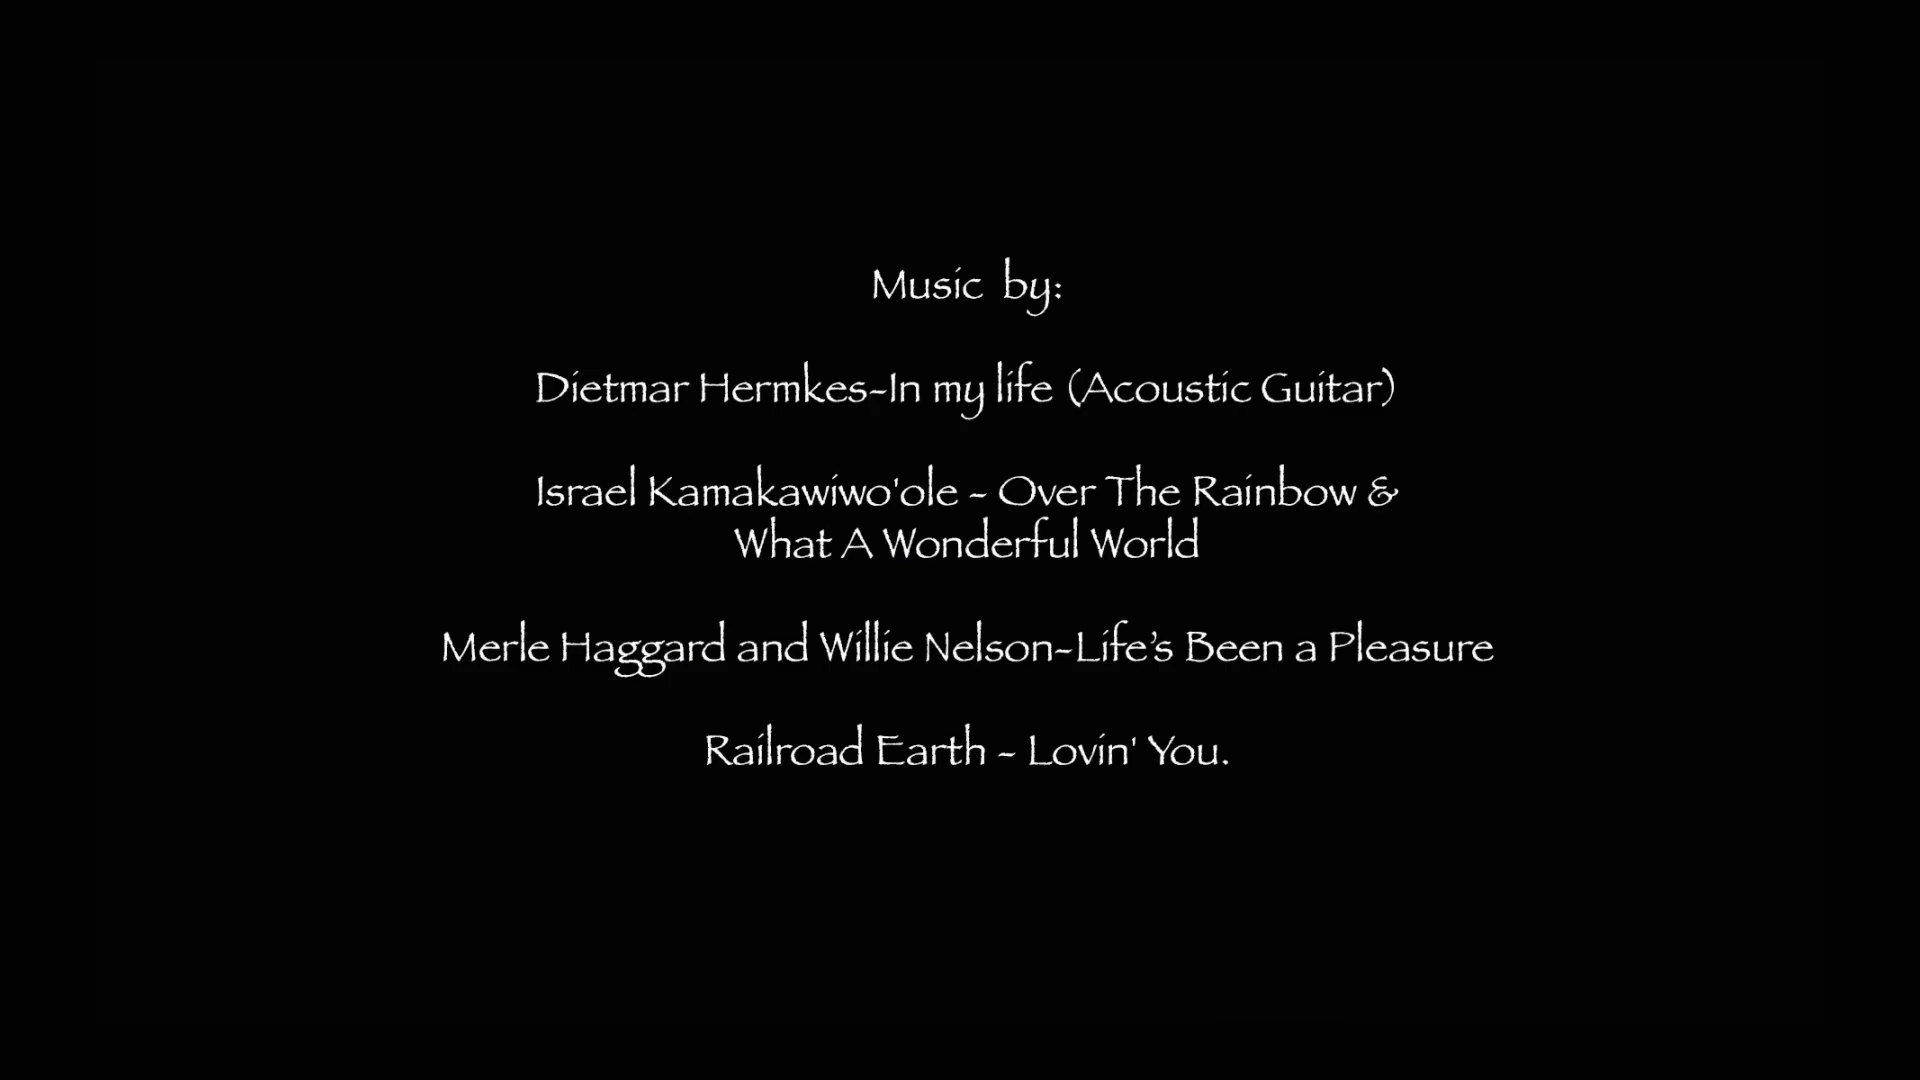 Music by:
Dietmar Hermkes-In my life (Acoustic Guitar)
Israel Kamakawiwo'ole - Over The Rainbow &
What A Wonderful World
Merle Haggard and Willie Nelson-Life’s Been a Pleasure
Railroad Earth - Lovin' You.